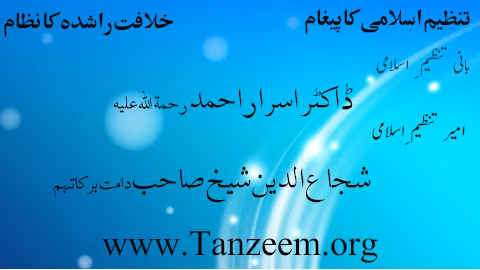 تنظیم اسلامی کا پیغام خلافت راشدہ کا نظام
بانی تنظیمِ اسلامی
ڈاکٹر اسرار احمد رحمۃ اللہ علیہ
امیر تنظیمِ اسلامی
شجاع الدین شیخ صاحب دامت برکاتہم
www.Tanzeem.org